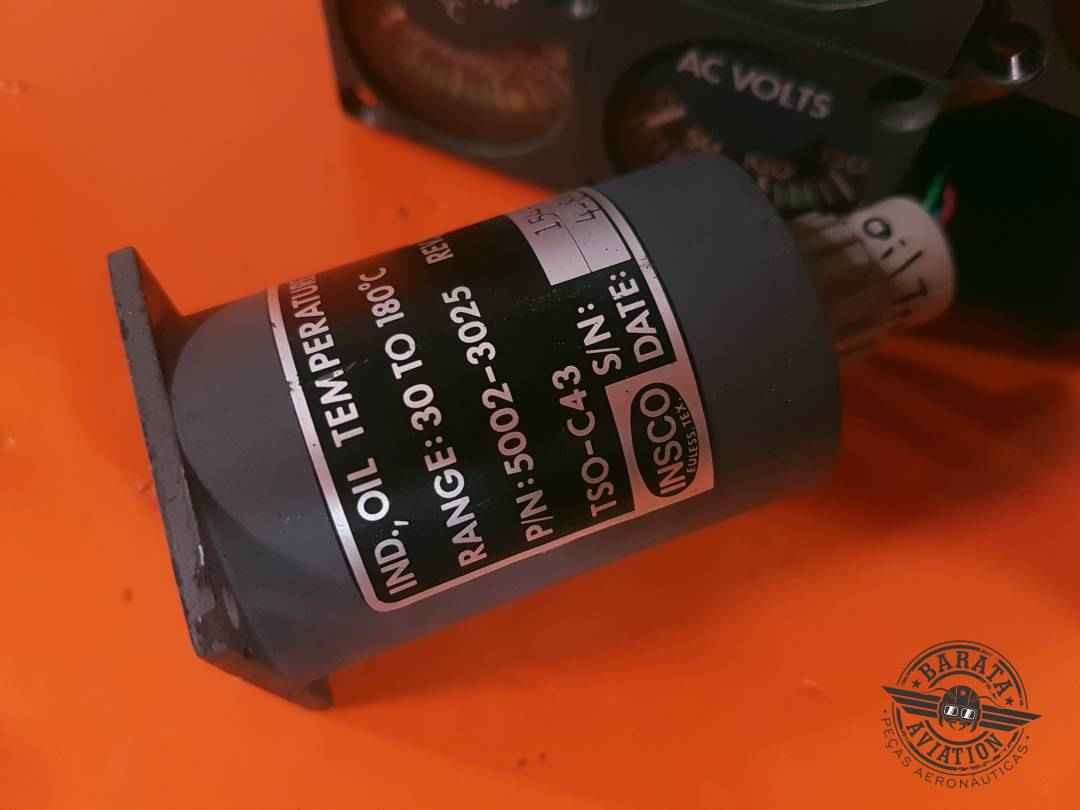 IND., OIL TEMPERATURE
RANGE: 30 TO 180°C
P/N: 5002-3025
TSO-C43
S/N:
DATE:
INSCO
EULESS, TEX.
AC VOLTS
Oil
BARATA
AVIATION
PEÇAS AERONÁUTICAS